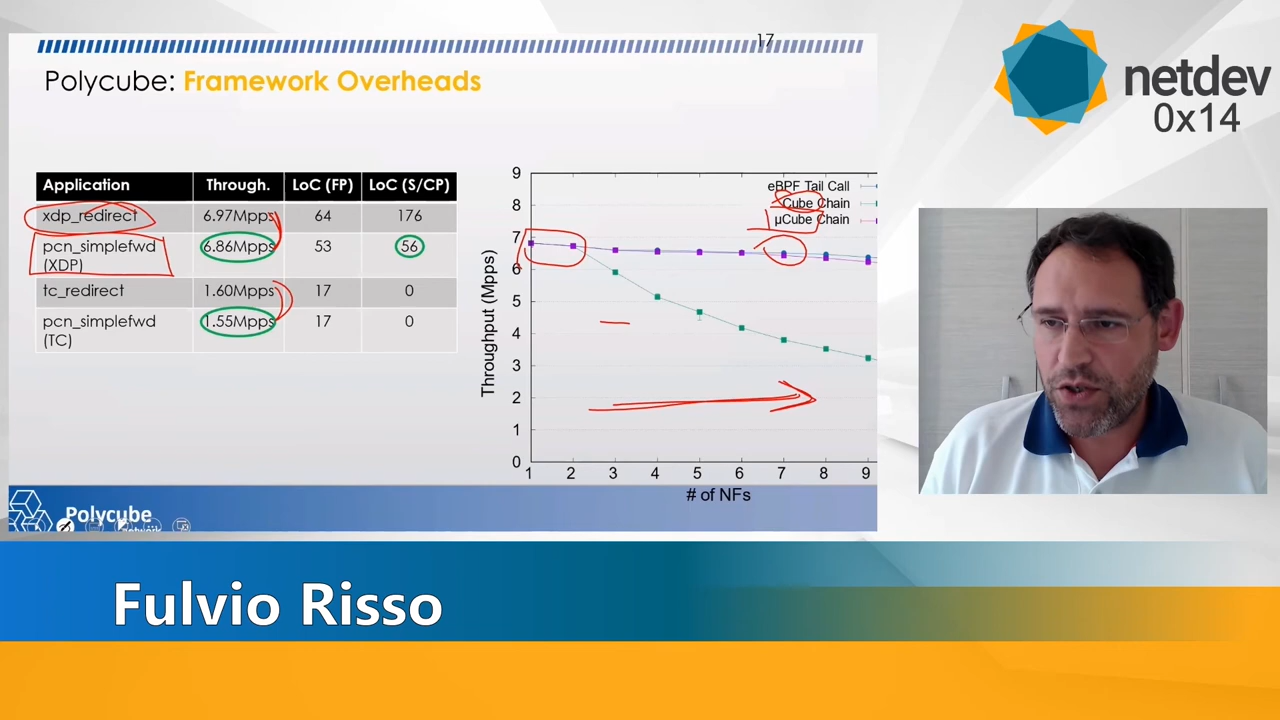 17
Polycube: Framework Overheads
netdev
0x14
Application Through. LoC (FP) LoC (S/CP)
xdp_redirect 6.97Mpps 64 176
pcn_simplefwd
(XDP) 6.86Mpps 53 56
tc_redirect 1.60Mpps 17 0
pcn_simplefwd
(TC) 1.55Mpps 17 0
eBPF Tail Call
Cube Chain
µCube Chain
Throughput (Mpps)
9
8
7
6
5
4
3
2
1
0
1 2 3 4 5 6 7 8 9
# of NFs
Polycube
network
Fulvio Risso